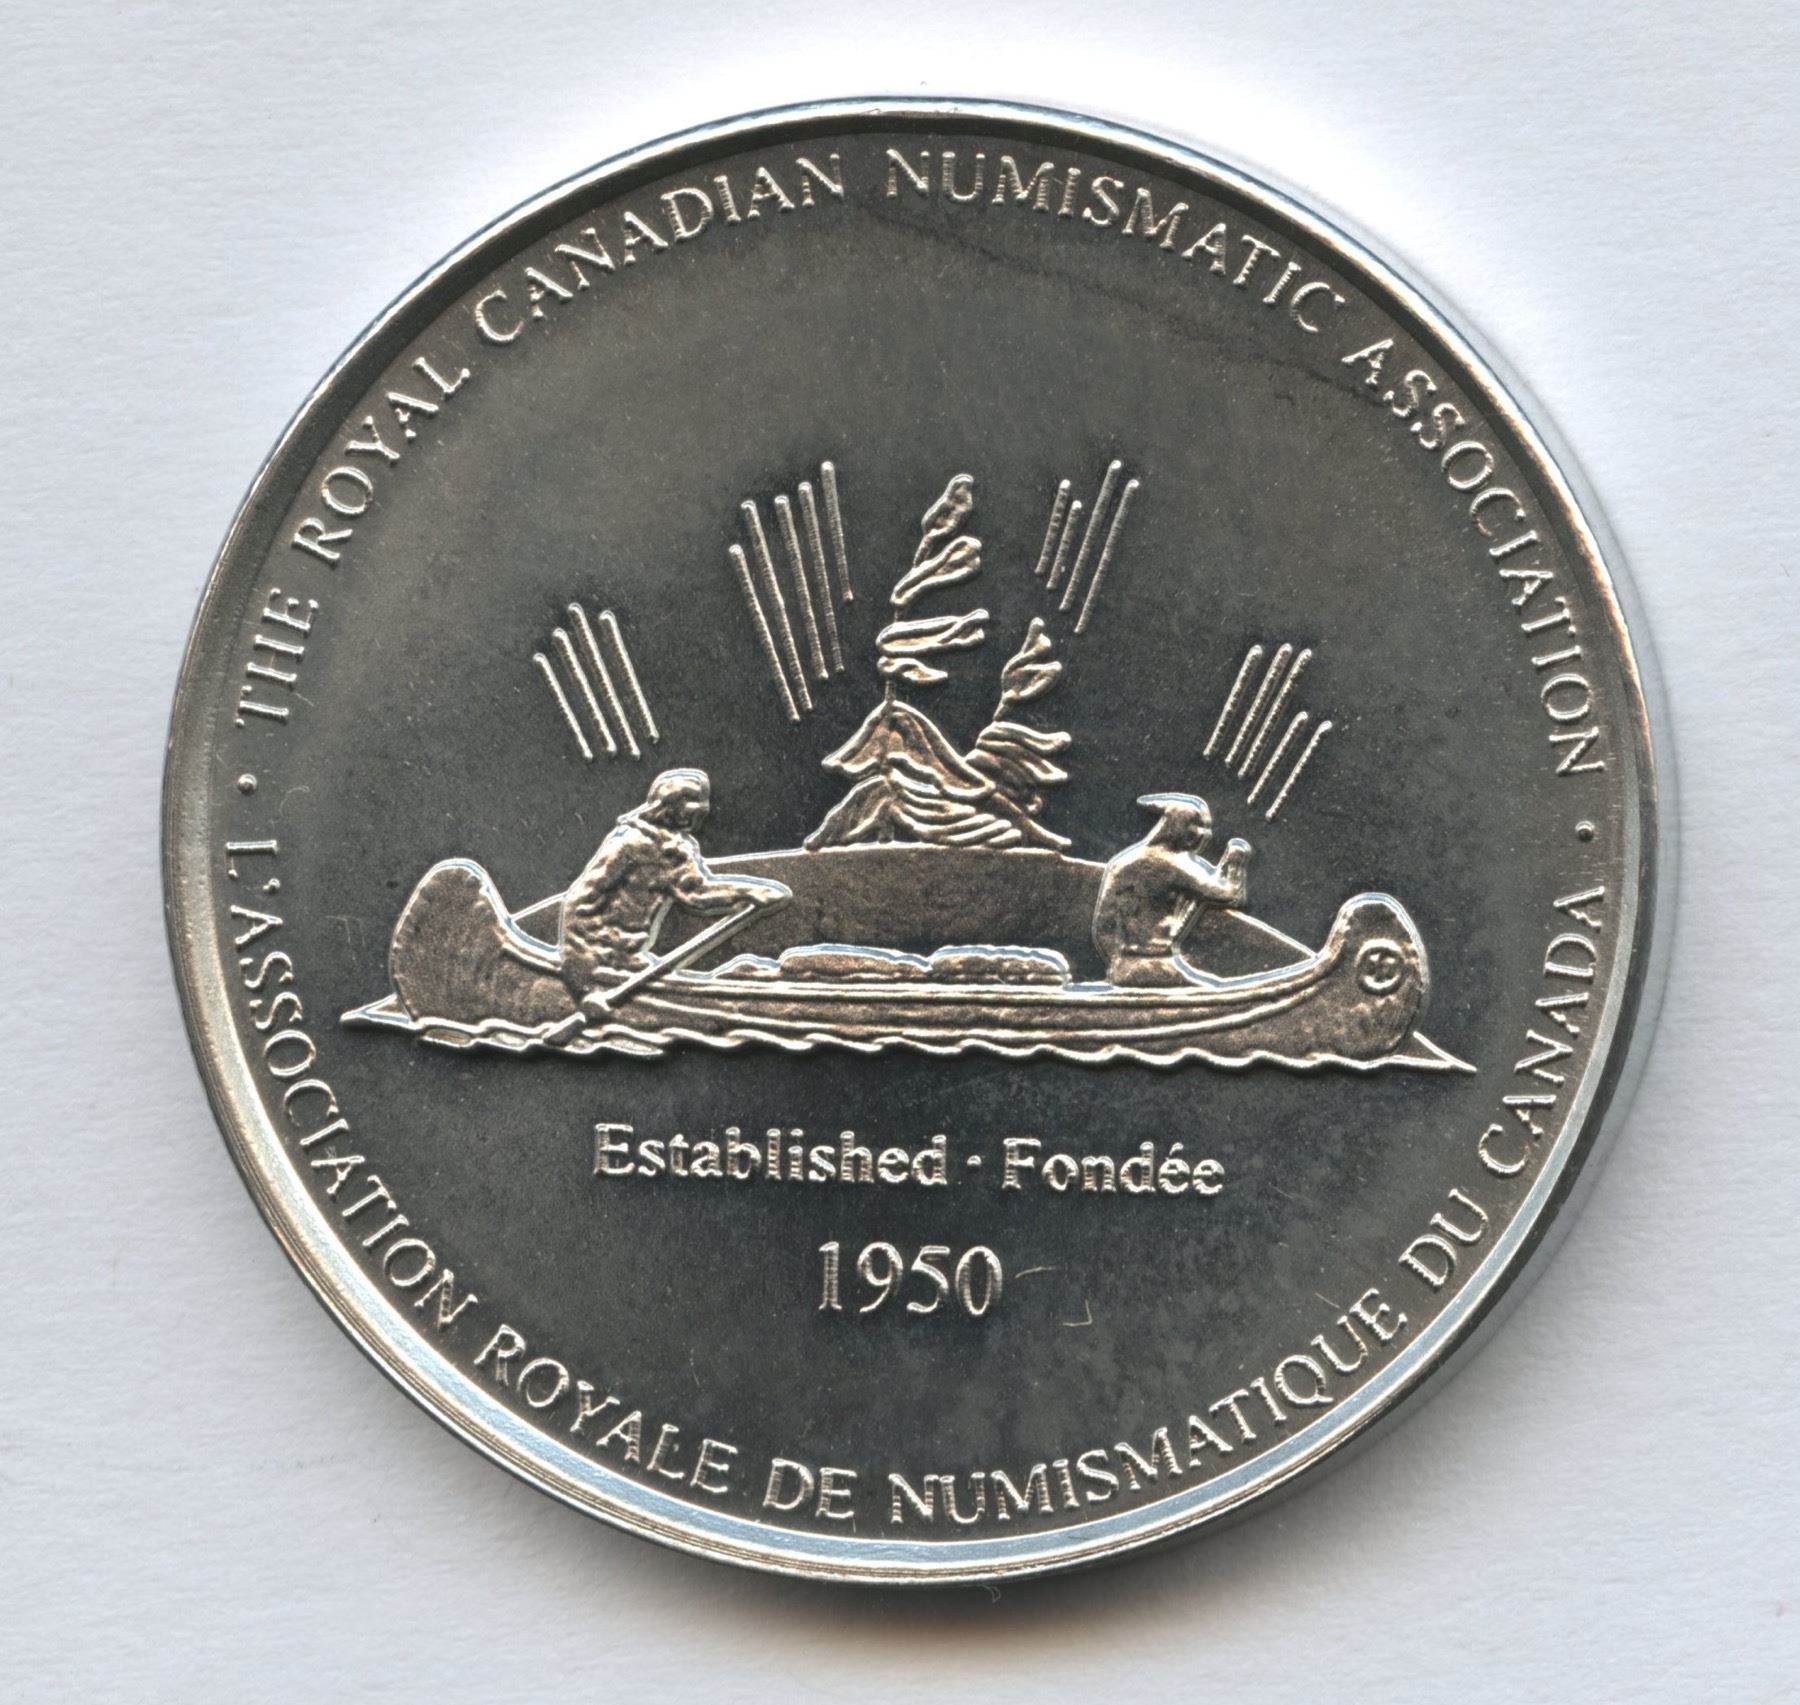 THE ROYAL CANADIAN NUMISMATIC ASSOCIATION
Established · Fondée
1950
L'ASSOCIATION ROYALE DE NUMISMATIQUE DU CANADA